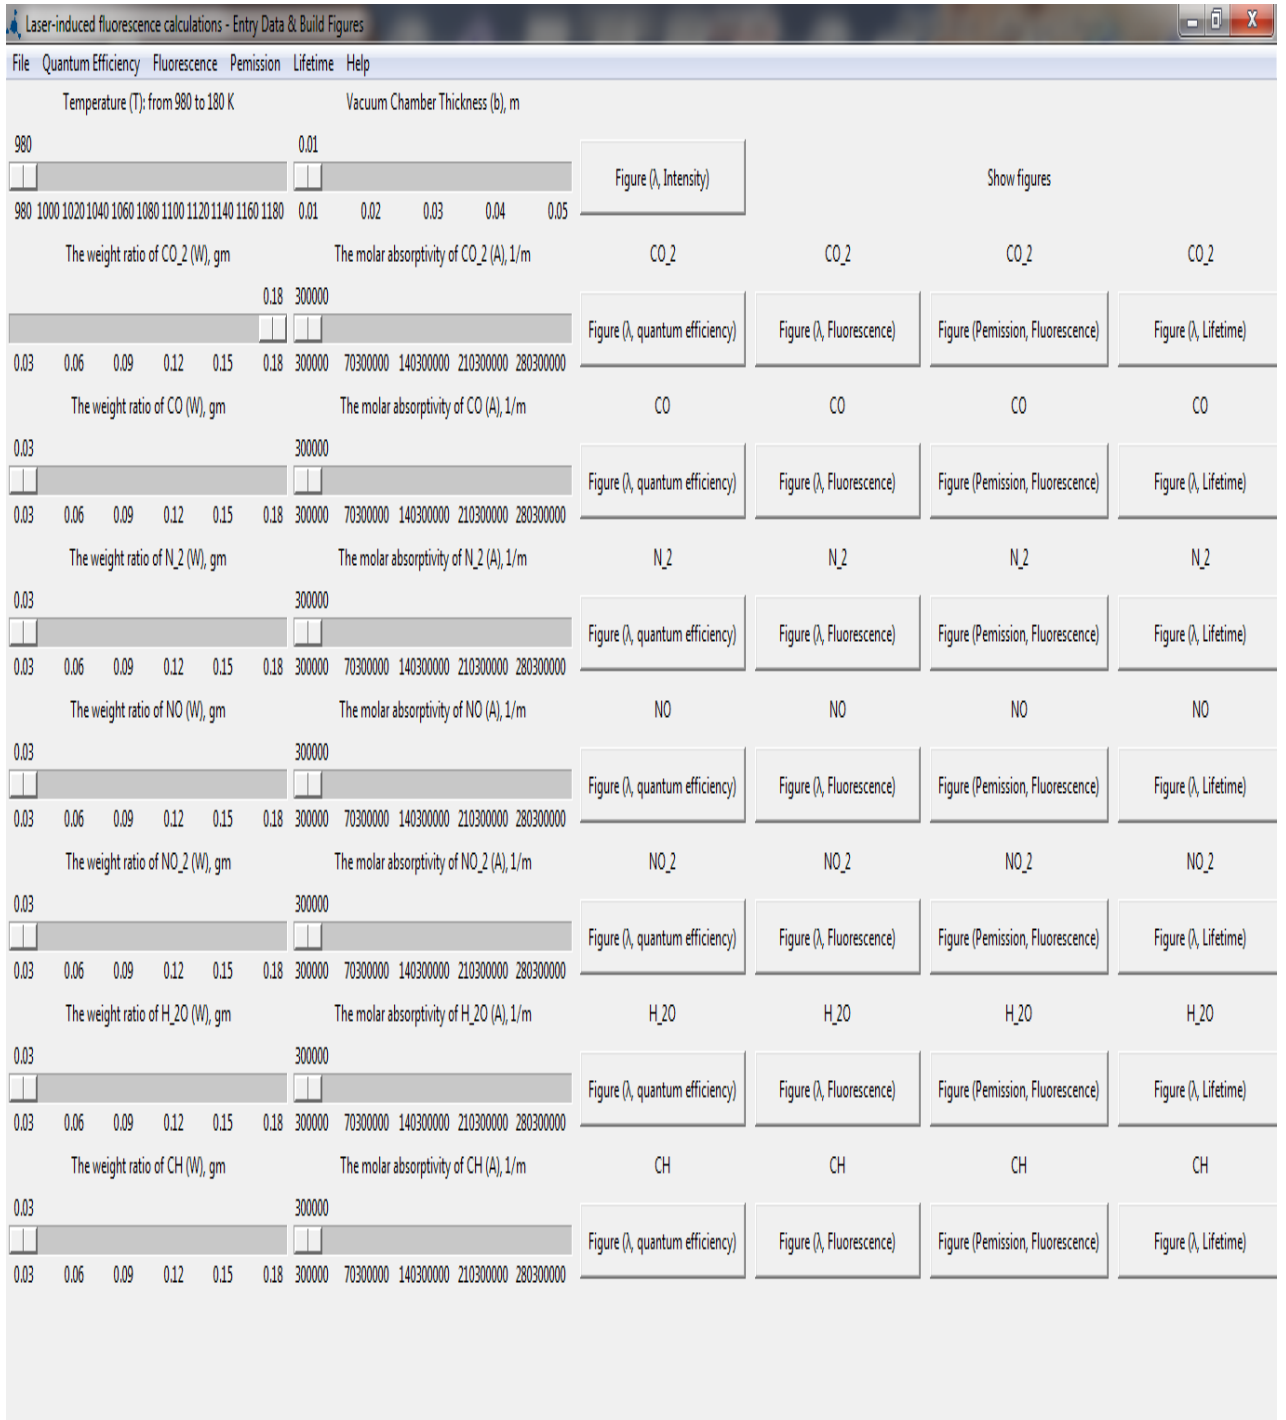 Laser-induced fluorescence calculations - Entry Data & Build Figures
X
File Quantum Efficiency Fluorescence Pemission Lifetime Help
Temperature (T): from 980 to 180 K Vacuum Chamber Thickness (b), m
980 0.01
Figure (λ, Intensity) Show figures
980 1000 1020 1040 1060 1080 1100 1120 1140 1160 1180 0.01 0.02 0.03 0.04 0.05
The weight ratio of CO_2 (W), gm The molar absorptivity of CO_2 (A), 1/m CO_2 CO_2 CO_2 CO_2
0.18 300000
Figure (λ, quantum efficiency) Figure (λ, Fluorescence) Figure (Pemission, Fluorescence) Figure (λ, Lifetime)
0.03 0.06 0.09 0.12 0.15 0.18 300000 70300000 140300000 210300000 280300000
The weight ratio of CO (W), gm The molar absorptivity of CO (A), 1/m CO CO CO CO
0.03 300000
Figure (λ, quantum efficiency) Figure (λ, Fluorescence) Figure (Pemission, Fluorescence) Figure (λ, Lifetime)
0.03 0.06 0.09 0.12 0.15 0.18 300000 70300000 140300000 210300000 280300000
The weight ratio of N_2 (W), gm The molar absorptivity of N_2 (A), 1/m N_2 N_2 N_2 N_2
0.03 300000
Figure (λ, quantum efficiency) Figure (λ, Fluorescence) Figure (Pemission, Fluorescence) Figure (λ, Lifetime)
0.03 0.06 0.09 0.12 0.15 0.18 300000 70300000 140300000 210300000 280300000
The weight ratio of NO (W), gm The molar absorptivity of NO (A), 1/m NO NO NO NO
0.03 300000
Figure (λ, quantum efficiency) Figure (λ, Fluorescence) Figure (Pemission, Fluorescence) Figure (λ, Lifetime)
0.03 0.06 0.09 0.12 0.15 0.18 300000 70300000 140300000 210300000 280300000
The weight ratio of NO_2 (W), gm The molar absorptivity of NO_2 (A), 1/m NO_2 NO_2 NO_2 NO_2
0.03 300000
Figure (λ, quantum efficiency) Figure (λ, Fluorescence) Figure (Pemission, Fluorescence) Figure (λ, Lifetime)
0.03 0.06 0.09 0.12 0.15 0.18 300000 70300000 140300000 210300000 280300000
The weight ratio of H_2O (W), gm The molar absorptivity of H_2O (A), 1/m H_2O H_2O H_2O H_2O
0.03 300000
Figure (λ, quantum efficiency) Figure (λ, Fluorescence) Figure (Pemission, Fluorescence) Figure (λ, Lifetime)
0.03 0.06 0.09 0.12 0.15 0.18 300000 70300000 140300000 210300000 280300000
The weight ratio of CH (W), gm The molar absorptivity of CH (A), 1/m CH CH CH CH
0.03 300000
Figure (λ, quantum efficiency) Figure (λ, Fluorescence) Figure (Pemission, Fluorescence) Figure (λ, Lifetime)
0.03 0.06 0.09 0.12 0.15 0.18 300000 70300000 140300000 210300000 280300000